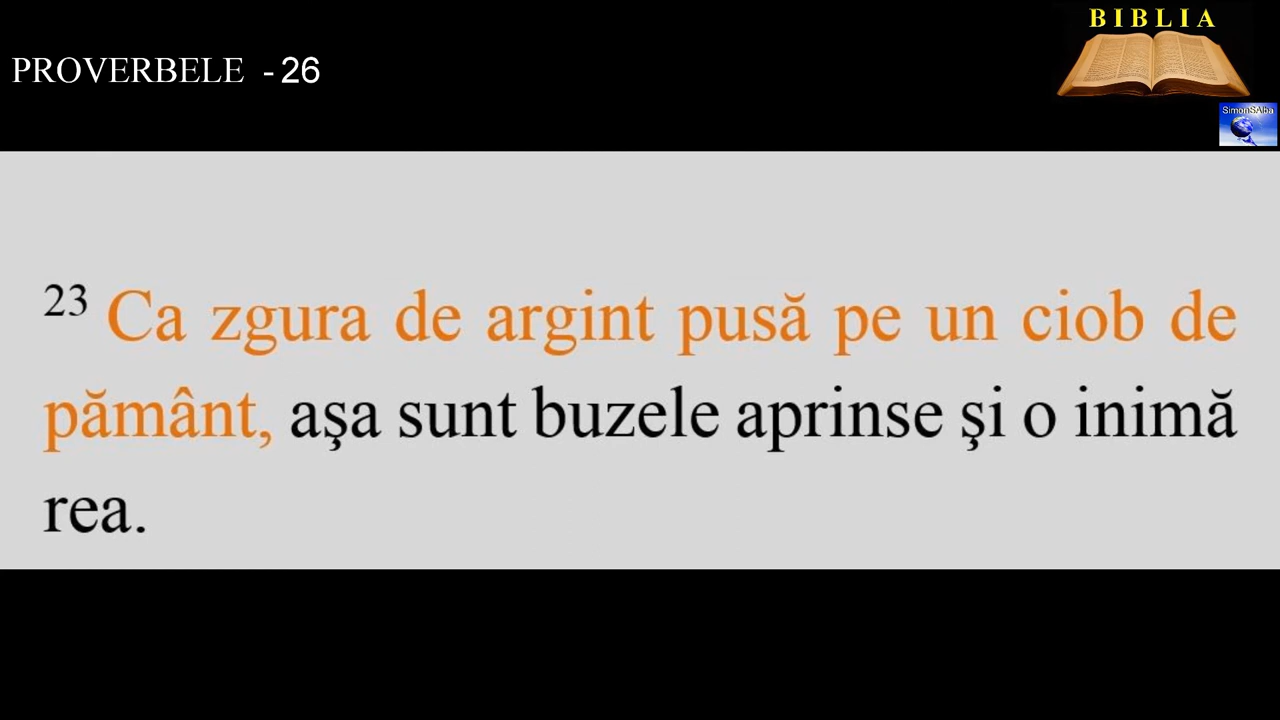 BIBLIA
PROVERBELE - 26
SimonSAlba
23 Ca zgura de argint pusă pe un ciob de
pământ, aşa sunt buzele aprinse şi o inimă
rea.